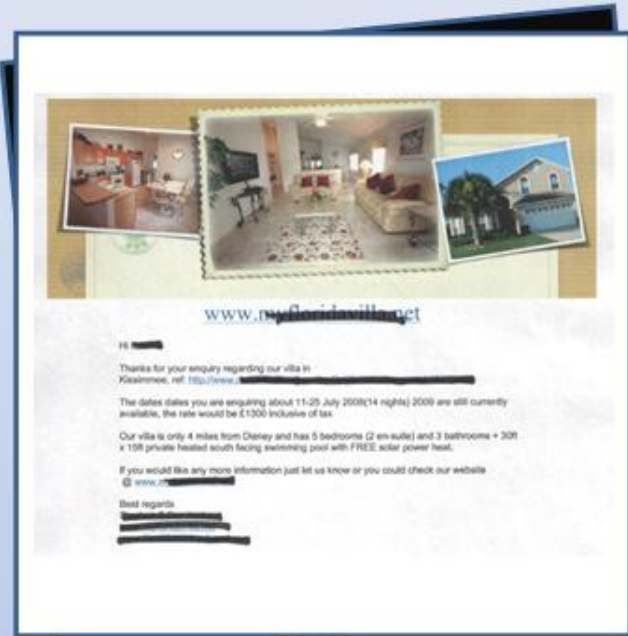 www.myfloridavilla.net
Hi
Thanks for your enquiry regarding our villa in
Kissimmee, ref: http://www.
The dates dates you are enquiring about 11-25 July 2008(14 nights) 2009 are still currently
available, the rate would be £1300 inclusive of tax
Our villa is only 4 miles from Disney and has 5 bedrooms (2 en-suite) and 3 bathrooms + 30ft
x 15ft private heated south facing swimming pool with FREE solar power heat.
If you would like any more information just let us know or you could check our website
@ www.
Best regards